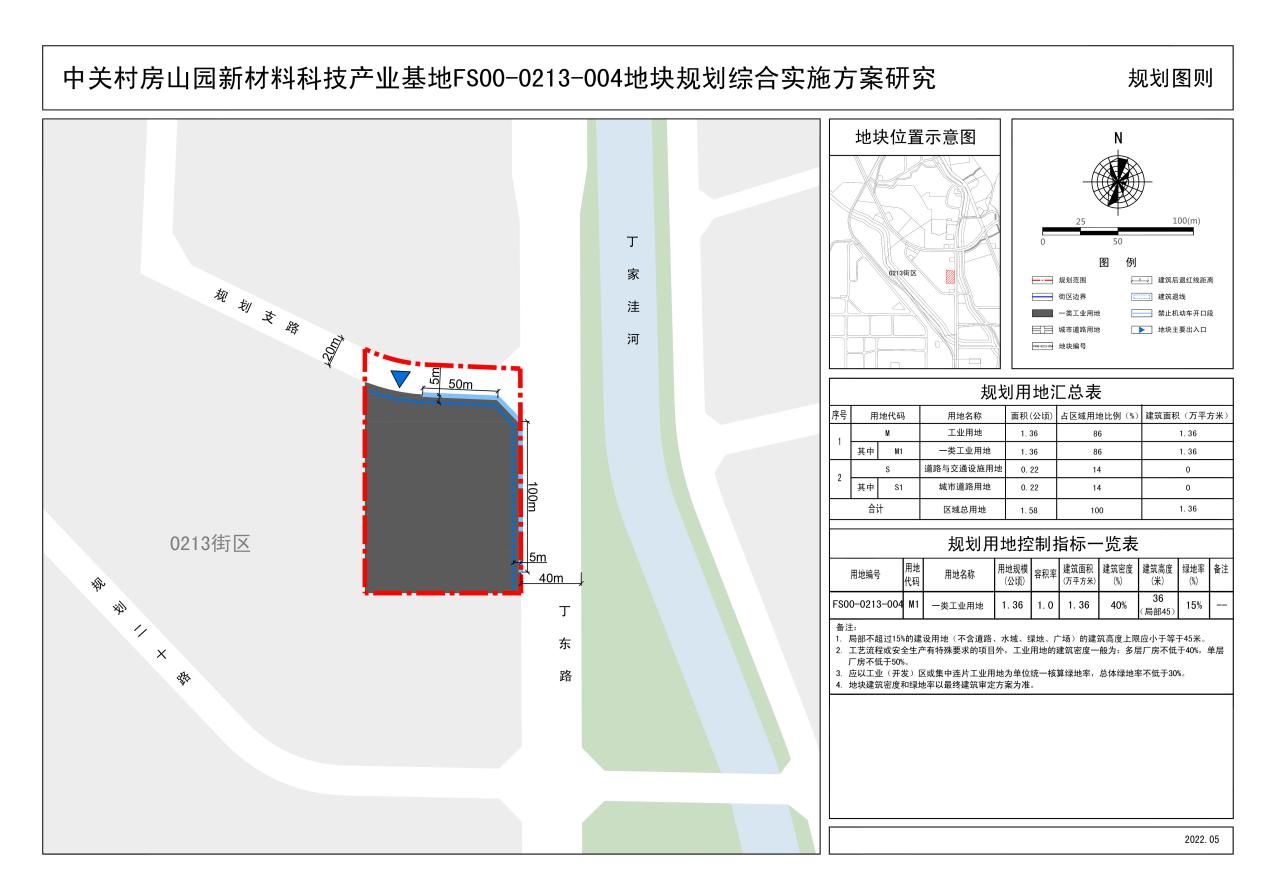 中关村房山园新材料科技产业基地FS00-0213-004地块规划综合实施方案研究
规划图则
规划支路
20m
5m
50m
100m
5m
40m
0213街区
规划二十路
丁东路
丁家洼河
地块位置示意图
0213街区
N
25 100(m)
0 50
图 例
规划范围 建筑后退红线距离
街区边界 建筑退线
一类工业用地 禁止机动车开口段
城市道路用地 地块主要出入口
地块编号
规划用地汇总表
序号 用地代码 用地名称 面积(公顷) 占区域用地比例(%) 建筑面积(万平方米)
1 M 工业用地 1.36 86 1.36
其中 M1 一类工业用地 1.36 86 1.36
2 S 道路与交通设施用地 0.22 14 0
其中 S1 城市道路用地 0.22 14 0
合计 区域总用地 1.58 100 1.36
规划用地控制指标一览表
用地编号 用地代码 用地名称 用地规模(公顷) 容积率 建筑面积(万平方米) 建筑密度(%) 建筑高度(米) 绿地率(%) 备注
FS00-0213-004 M1 一类工业用地 1.36 1.0 1.36 40% 36(局部45) 15% --
备注:
1. 局部不超过15%的建设用地(不含道路、水域、绿地、广场)的建筑高度上限应小于等于45米。
2. 工艺流程或安全生产有特殊要求的项目外,工业用地的建筑密度一般为:多层厂房不低于40%,单层
厂房不低于50%。
3. 应以工业(开发)区或集中连片工业用地为单位统一核算绿地率,总体绿地率不低于30%。
4. 地块建筑密度和绿地率以最终建筑审定方案为准。
2022.05